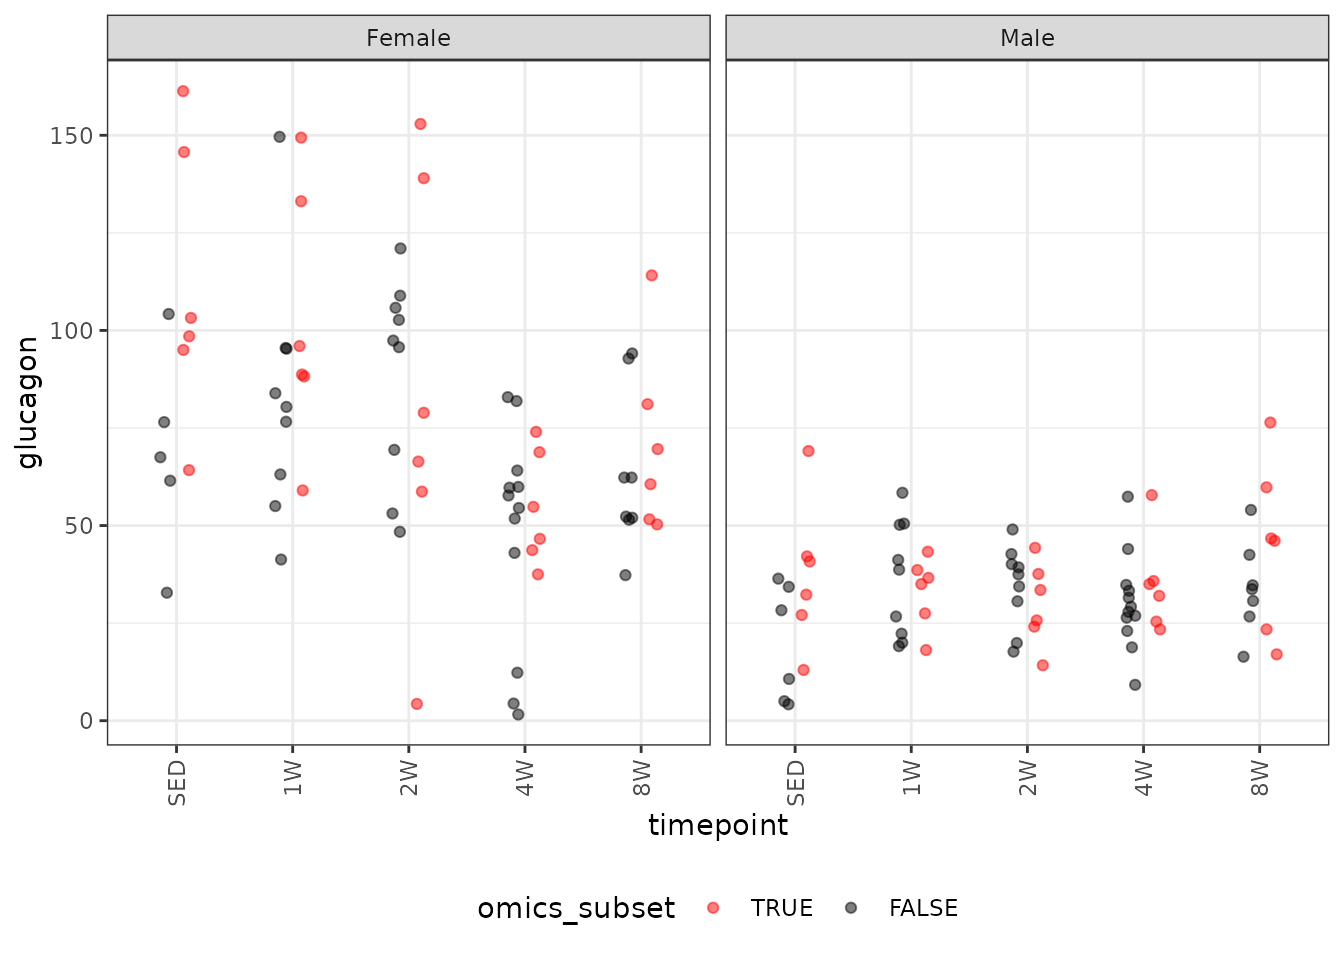 Female Male
glucagon
150
100
50
0
SED 1W 2W 4W 8W SED 1W 2W 4W 8W
timepoint
omics_subset TRUE FALSE